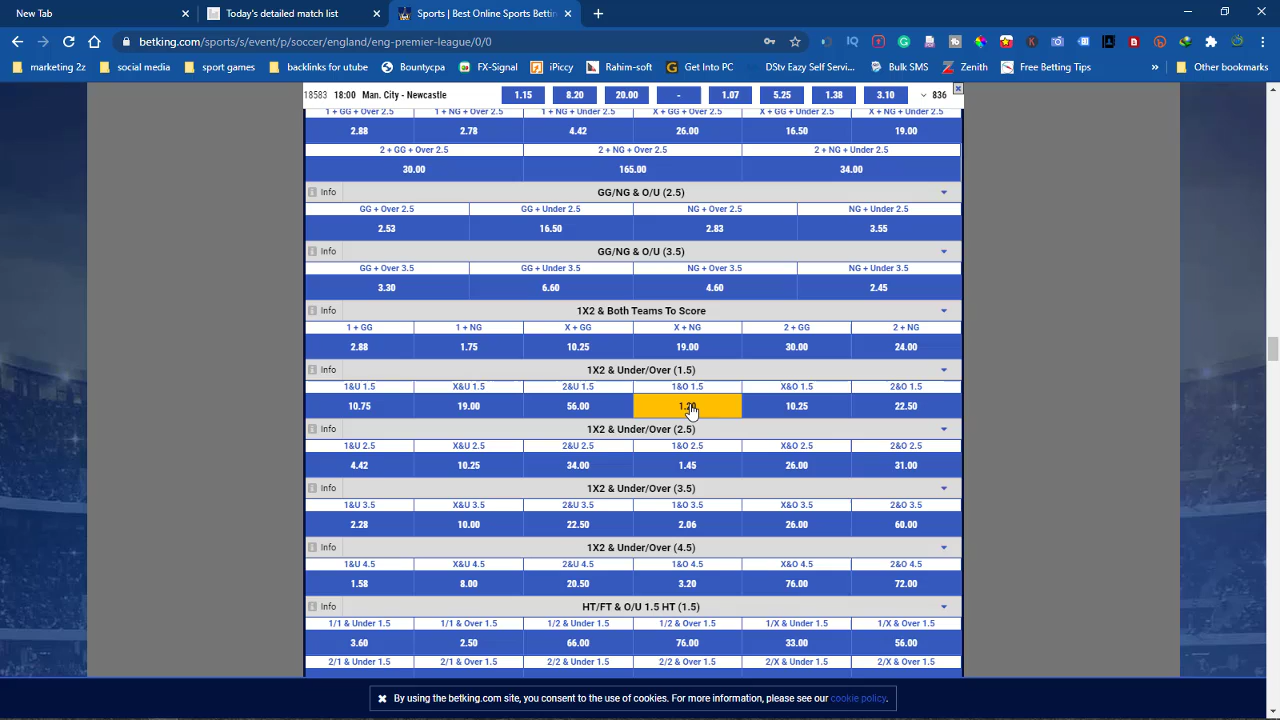 New Tab
Today's detailed match list
Sports | Best Online Sports Bettin
betking.com/sports/s/event/p/soccer/england/eng-premier-league/0/0
marketing 2z social media sport games backlinks for utube Bountycpa FX-Signal iPiccy Rahim-soft Get Into PC DStv Eazy Self Servi... Bulk SMS Zenith Free Betting Tips » Other bookmarks
18583 18:00 Man. City - Newcastle 1.15 8.20 20.00 - 1.07 5.25 1.38 3.10 836
1 + GG + Over 2.5 1 + NG + Over 2.5 1 + NG + Under 2.5 X + GG + Over 2.5 X + GG + Under 2.5 X + NG + Under 2.5
2.88 2.78 4.42 26.00 16.50 19.00
2 + GG + Over 2.5 2 + NG + Over 2.5 2 + NG + Under 2.5
30.00 165.00 34.00
Info GG/NG & O/U (2.5)
GG + Over 2.5 GG + Under 2.5 NG + Over 2.5 NG + Under 2.5
2.53 16.50 2.83 3.55
Info GG/NG & O/U (3.5)
GG + Over 3.5 GG + Under 3.5 NG + Over 3.5 NG + Under 3.5
3.30 6.60 4.60 2.45
Info 1X2 & Both Teams To Score
1 + GG 1 + NG X + GG X + NG 2 + GG 2 + NG
2.88 1.75 10.25 19.00 30.00 24.00
Info 1X2 & Under/Over (1.5)
1&U 1.5 X&U 1.5 2&U 1.5 1&O 1.5 X&O 1.5 2&O 1.5
10.75 19.00 56.00 10.25 22.50
Info 1X2 & Under/Over (2.5)
1&U 2.5 X&U 2.5 2&U 2.5 1&O 2.5 X&O 2.5 2&O 2.5
4.42 10.25 34.00 1.45 26.00 31.00
Info 1X2 & Under/Over (3.5)
1&U 3.5 X&U 3.5 2&U 3.5 1&O 3.5 X&O 3.5 2&O 3.5
2.28 10.00 22.50 2.06 26.00 60.00
Info 1X2 & Under/Over (4.5)
1&U 4.5 X&U 4.5 2&U 4.5 1&O 4.5 X&O 4.5 2&O 4.5
1.58 8.00 20.50 3.20 76.00 72.00
Info HT/FT & O/U 1.5 HT (1.5)
1/1 & Under 1.5 1/1 & Over 1.5 1/2 & Under 1.5 1/2 & Over 1.5 1/X & Under 1.5 1/X & Over 1.5
3.60 2.50 66.00 76.00 33.00 56.00
2/1 & Under 1.5 2/1 & Over 1.5 2/2 & Under 1.5 2/2 & Over 1.5 2/X & Under 1.5 2/X & Over 1.5
By using the betking.com site, you consent to the use of cookies. For more information, please see our cookie policy.